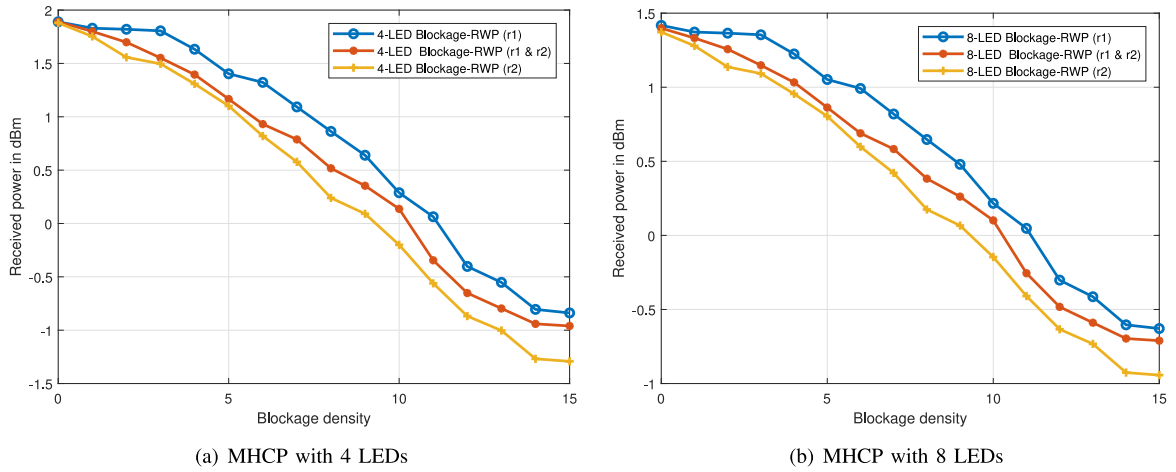 2
1.5
1
0.5
0
-0.5
-1
-1.5
Received power in dBm
0
5
10
15
Blockage density
4-LED Blockage-RWP (r1)
4-LED Blockage-RWP (r1 & r2)
4-LED Blockage-RWP (r2)
(a) MHCP with 4 LEDs
1.5
1
0.5
0
-0.5
-1
Received power in dBm
0
5
10
15
Blockage density
8-LED Blockage-RWP (r1)
8-LED Blockage-RWP (r1 & r2)
8-LED Blockage-RWP (r2)
(b) MHCP with 8 LEDs